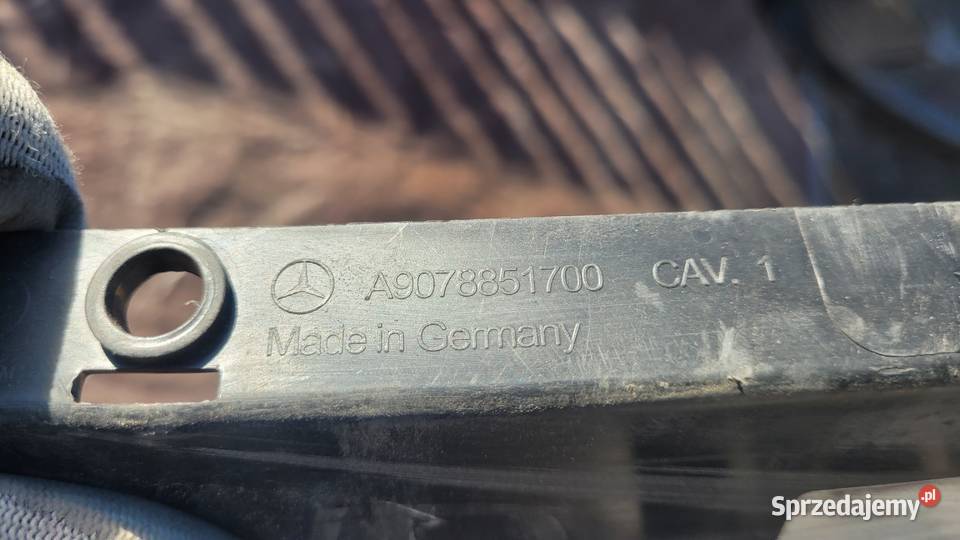 A9078851700 CAV. 1
Made in Germany
Sprzedajemy.pl